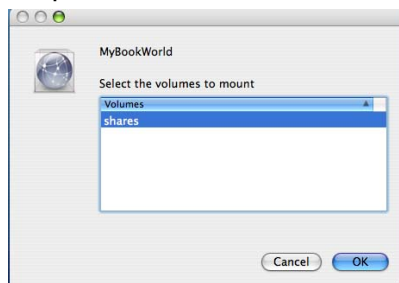 MyBookWorld
Select the volumes to mount
Volumes
shares
Cancel OK